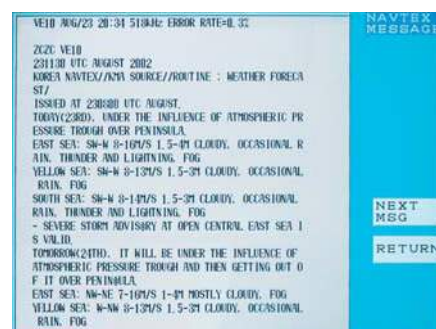 VE10 AUG/23 20:34 518kHz ERROR RATE=0.3%
NAVTEX
MESSAGE
ZCZC VE10
231130 UTC AUGUST 2002
KOREA NAVTEX//KMA SOURCE//ROUTINE : WEATHER FORECA
ST/
ISSUED AT 230800 UTC AUGUST,
TODAY(23RD). UNDER THE INFLUENCE OF ATMOSPHERIC PR
ESSURE TROUGH OVER PENINSULA,
EAST SEA: SW-W 8-16M/S 1.5-4M CLOUDY. OCCASIONAL R
AIN. THUNDER AND LIGHTNING. FOG
YELLOW SEA: SW-W 8-13M/S 1.5-3M CLOUDY. OCCASIONAL
RAIN. FOG
SOUTH SEA: SW-W 8-14M/S 1.5-3M CLOUDY. OCCASIONAL
RAIN. THUNDER AND LIGHTNING. FOG
- SEVERE STORM ADVIS0RY AT OPEN CENTRAL EAST SEA I
S VALID,
TOMORROW(24TH). IT WILL BE UNDER THE INFLUENCE OF
ATMOSPHERIC PRESSURE TROUGH AND THEN GETTING OUT O
F IT OVER PENINSULA
EAST SEA: NW-NE 7-16M/S 1-4M MOSTLY CLOUDY. FOG
YELLOW SEA: W-NW 8-13M/S 1.5-3M CLOUDY. OCCASIONAL
RAIN. FOG
NEXT
MSG
RETURN